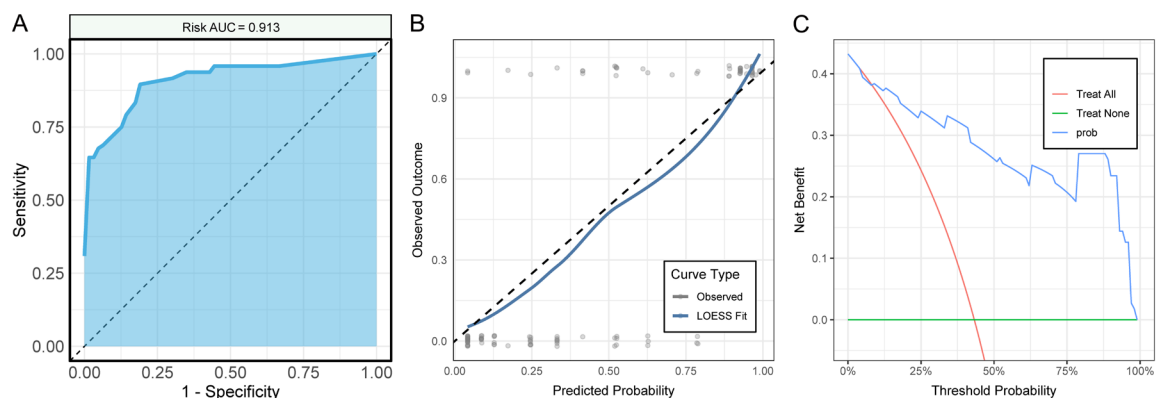 A
Risk AUC = 0.913
1.00
0.75
0.50
0.25
0.00
Sensitivity
0.00
0.25
0.50
0.75
1.00
1 - Specificity
B
0.9
0.6
0.3
0.0
Observed Outcome
Curve Type
Observed
LOESS Fit
0.00
0.25
0.50
0.75
1.00
Predicted Probability
C
0.4
0.3
0.2
0.1
0.0
Net Benefit
Treat All
Treat None
prob
0%
25%
50%
75%
100%
Threshold Probability